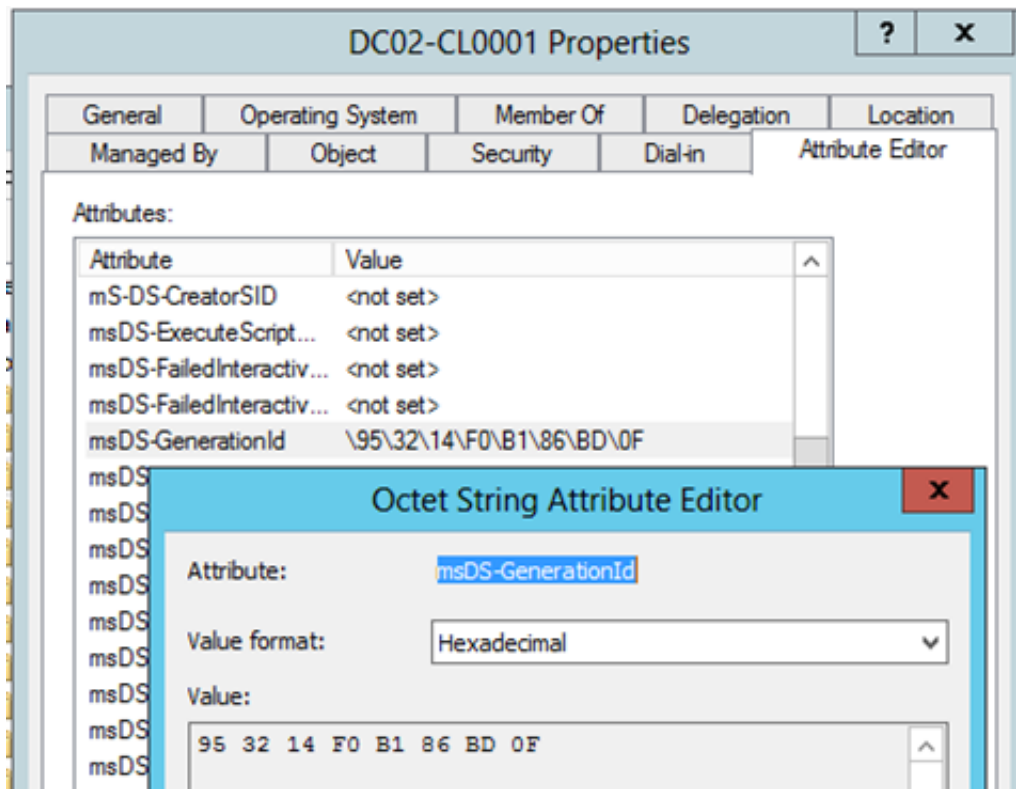 DC02-CL0001 Properties
? x
General Operating System Member Of Delegation Location
Managed By Object Security Dial-in Attribute Editor
Attributes:
Attribute Value
mS-DS-CreatorSID <not set>
msDS-ExecuteScript... <not set>
msDS-FailedInteractiv... <not set>
msDS-FailedInteractiv... <not set>
msDS-GenerationId \95\32\14\F0\B1\86\BD\0F
msDS
Octet String Attribute Editor x
msDS
msDS
Attribute: msDS-GenerationId
msDS
msDS
Value format: Hexadecimal
msDS
msDS
Value:
msDS
95 32 14 F0 B1 86 BD 0F
msDS